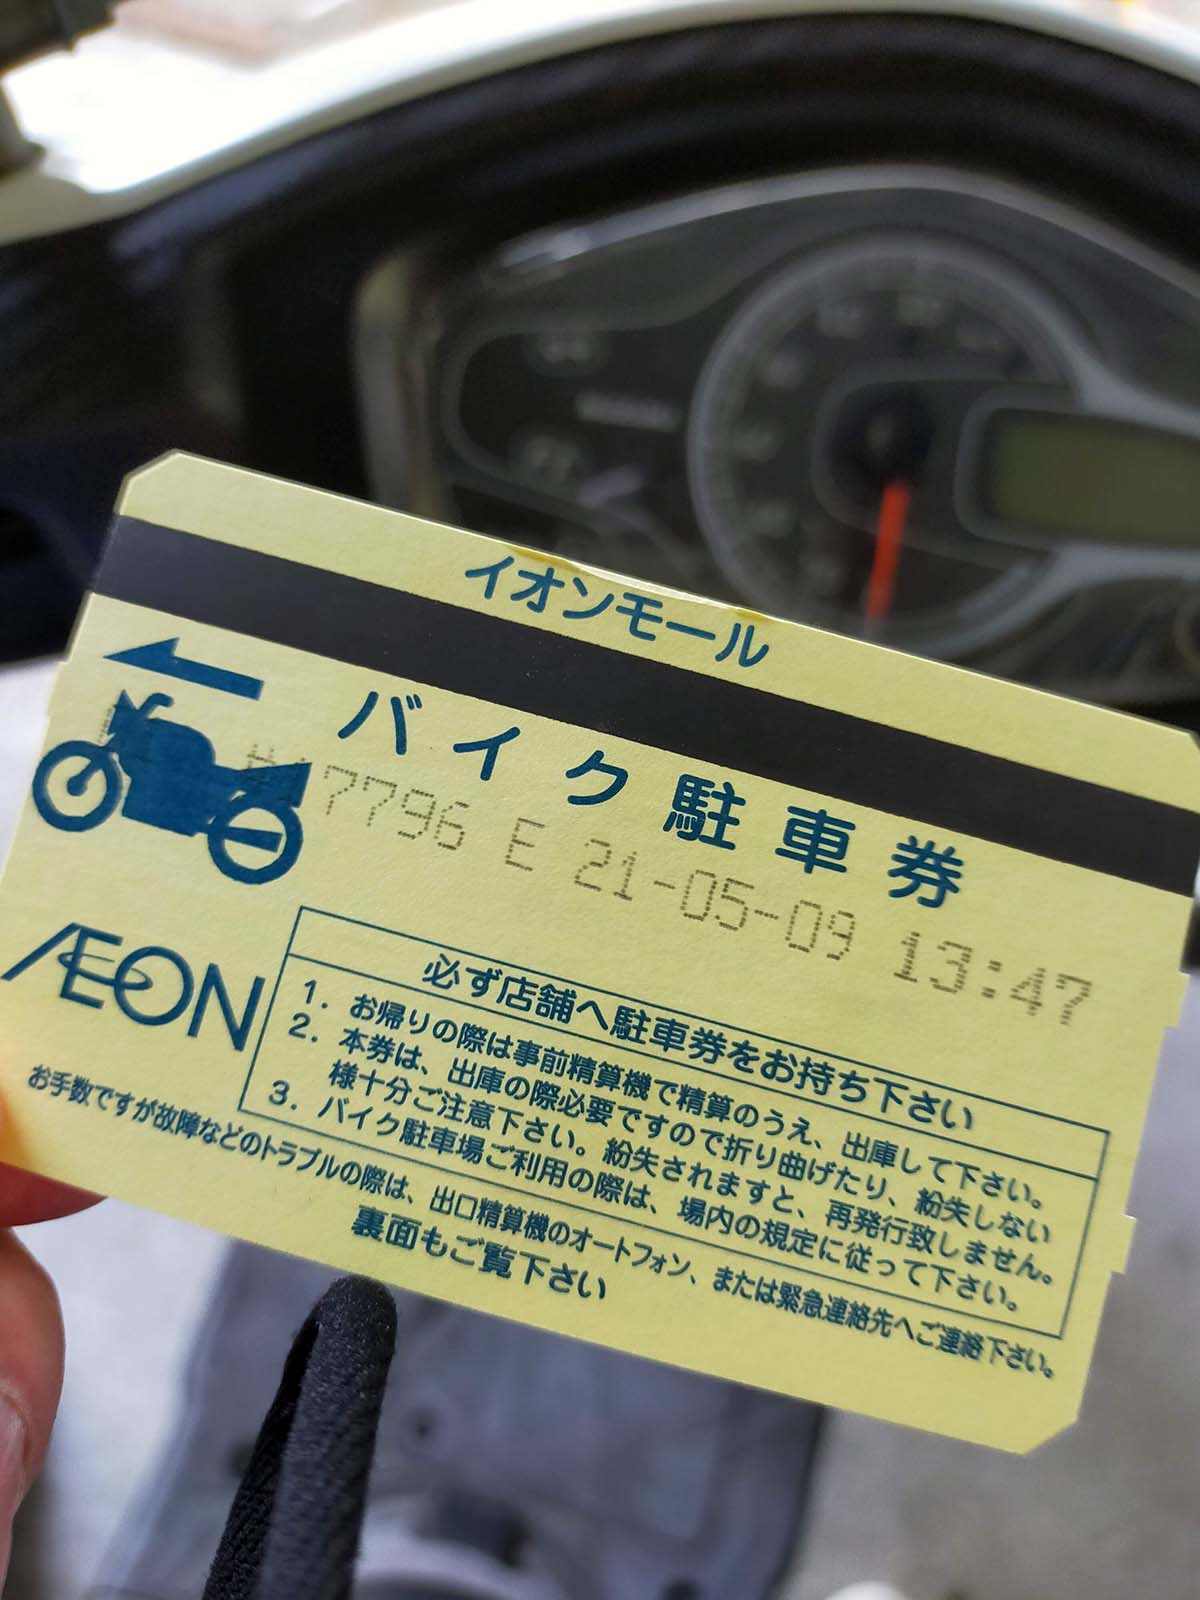 イオンモール
バイク駐車券
7796 E 21-05-09 13:47
AEON
必ず店舗へ駐車券をお持ち下さい
1. お帰りの際は事前精算機で精算のうえ、出庫して下さい。
2. 本券は、出庫の際必要ですので折り曲げたり、紛失しない
様十分ご注意下さい。紛失されますと、再発行致しません。
3. バイク駐車場ご利用の際は、場内の規定に従って下さい。
お手数ですが故障などのトラブルの際は、出口精算機のオートフォン、または緊急連絡先へご連絡下さい。
裏面もご覧下さい